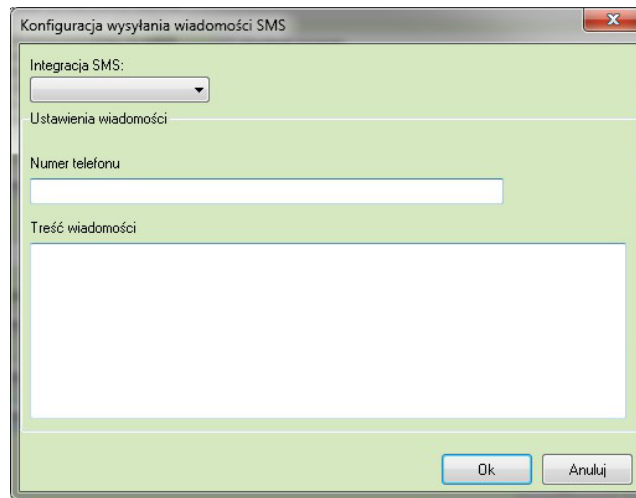 Konfiguracja wysyłania wiadomości SMS
Integracja SMS:
Ustawienia wiadomości
Numer telefonu
Treść wiadomości
Ok
Anuluj